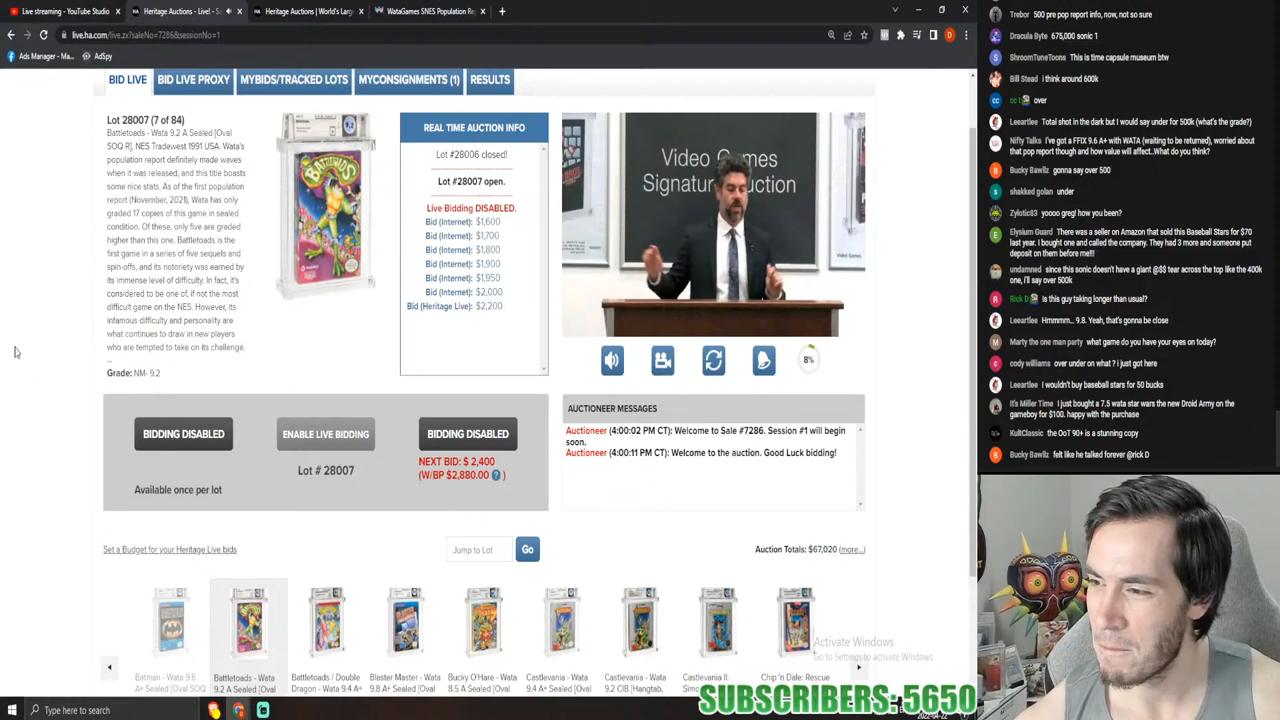 Live streaming - YouTube Studio
Heritage Auctions - Live! - S
Heritage Auctions | World's Larg
WataGames SNES Population Re
live.ha.com/live.zx?saleNo=7286&sessionNo=1
Ads Manager - Ma...
AdSpy
BID LIVE
BID LIVE PROXY
MYBIDS/TRACKED LOTS
MYCONSIGNMENTS (1)
RESULTS
Lot 28007 (7 of 84)
Battletoads - Wata 9.2 A Sealed [Oval
SOQ R], NES Tradewest 1991 USA. Wata's
population report definitely made waves
when it was released, and this title boasts
some nice stats. As of the first population
report (November, 2021), Wata has only
graded 17 copies of this game in sealed
condition. Of these, only five are graded
higher than this one. Battletoads is the
first game in a series of five sequels and
spin-offs, and its notoriety was earned by
its immense level of difficulty. In fact, it's
considered to be one of, if not the most
difficult game on the NES. However, its
infamous difficulty and personality are
what continues to draw in new players
who are tempted to take on its challenge.
...
Grade: NM- 9.2
BATTLETOADS
REAL TIME AUCTION INFO
Lot #28006 closed!
Lot #28007 open.
Live Bidding DISABLED.
Bid (Internet): $1,600
Bid (Internet): $1,700
Bid (Internet): $1,800
Bid (Internet): $1,900
Bid (Internet): $1,950
Bid (Internet): $2,000
Bid (Heritage Live): $2,200
Video Games
Signature Auction
Video Games
8%
BIDDING DISABLED
ENABLE LIVE BIDDING
BIDDING DISABLED
Lot # 28007
NEXT BID: $ 2,400
(W/BP $2,880.00 ?)
Available once per lot
AUCTIONEER MESSAGES
Auctioneer (4:00:02 PM CT): Welcome to Sale #7286. Session #1 will begin
soon.
Auctioneer (4:00:11 PM CT): Welcome to the auction. Good Luck bidding!
Set a Budget for your Heritage Live bids
Jump to Lot
Go
Auction Totals: $67,020 (more...)
Batman - Wata 9.6
A+ Sealed [Oval SOQ
Battletoads - Wata
9.2 A Sealed [Oval
Battletoads / Double
Dragon - Wata 9.4 A+
Blaster Master - Wata
9.8 A+ Sealed [Oval
Bucky O'Hare - Wata
8.5 A Sealed [Oval
Castlevania - Wata
9.4 A+ Sealed [Oval
Castlevania - Wata
9.2 CIB [Hangtab,
Castlevania II:
Chip 'n Dale: Rescue
Activate Windows
Go to Settings to activate Windows.
SUBSCRIBERS: 5650
Type here to search
Trebor 500 pre pop report info, now, not so sure
Dracula Byte 675,000 sonic 1
ShroomTuneToons This is time capsule museum btw
Bill Stead I think around 600k
cc t over
Leeartlee Total shot in the dark but I would say under for 500k (what's the grade?)
Nifty Talks I've got a FFIX 9.6 A+ with WATA (waiting to be returned), worried about
that pop report though and how value will affect...What do you think?
Bucky Bawliz gonna say over 500
shakked golan under
Zylotic83 yoooo greg! how you been?
Elysium Guard There was a seller on Amazon that sold this Baseball Stars for $70
last year. I bought one and called the company. They had 3 more and someone put
deposit on them before me!!!
undamned since this sonic doesn't have a giant @$$ tear across the top like the 400k
one, i'll say over 500k
Rick D Is this guy taking longer than usual?
Leeartlee Hmmmm... 9.8. Yeah, that's gonna be close
Marty the one man party what game do you have your eyes on today?
cody williams over under on what ? i just got here
Leeartlee I wouldn't buy baseball stars for 50 bucks
It's Miller Time I just bought a 7.5 wata star wars the new Droid Army on the
gameboy for $100. happy with the purchase
KultClassic the OoT 90+ is a stunning copy
Bucky Bawliz felt like he talked forever @rick D